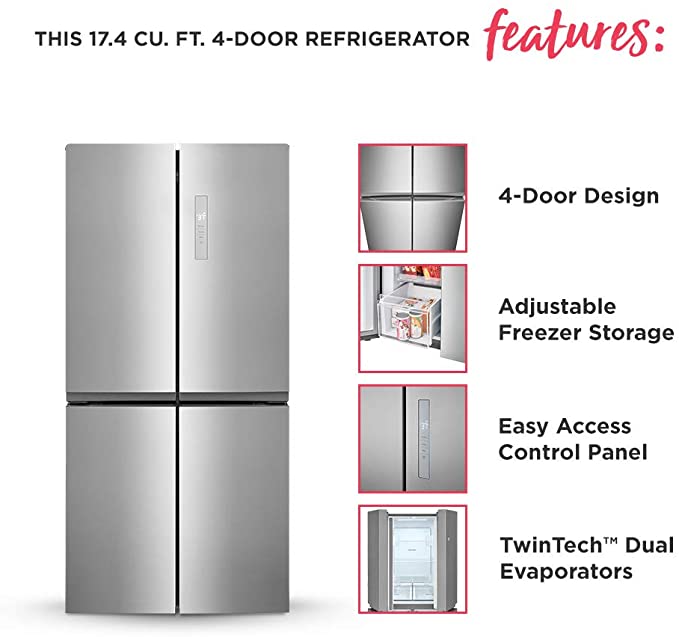 THIS 17.4 CU. FT. 4-DOOR REFRIGERATOR features:
4-Door Design
Adjustable
Freezer Storage
Easy Access
Control Panel
TwinTech™ Dual
Evaporators